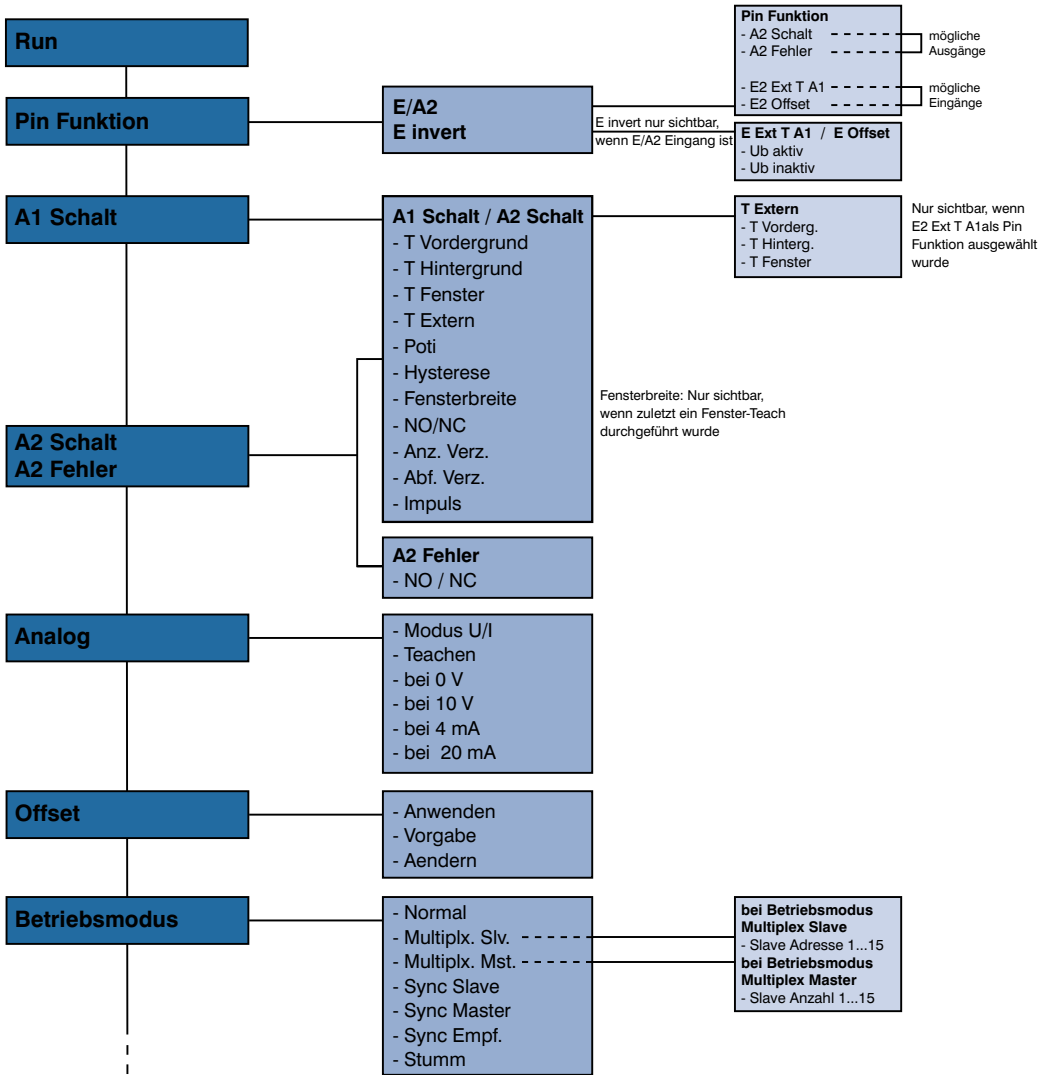 Run
Pin Funktion
E/A2
E invert
E invert nur sichtbar,
wenn E/A2 Eingang ist
Pin Funktion
- A2 Schalt
- A2 Fehler
mögliche
Ausgänge
- E2 Ext T A1
- E2 Offset
mögliche
Eingänge
E Ext T A1 / E Offset
- Ub aktiv
- Ub inaktiv
A1 Schalt
A1 Schalt / A2 Schalt
- T Vordergrund
- T Hintergrund
- T Fenster
- T Extern
- Poti
- Hysterese
- Fensterbreite
- NO/NC
- Anz. Verz.
- Abf. Verz.
- Impuls
T Extern
- T Vorderg.
- T Hinterg.
- T Fenster
Nur sichtbar, wenn
E2 Ext T A1als Pin
Funktion ausgewählt
wurde
Fensterbreite: Nur sichtbar,
wenn zuletzt ein Fenster-Teach
durchgeführt wurde
A2 Schalt
A2 Fehler
A2 Fehler
- NO / NC
Analog
- Modus U/I
- Teachen
- bei 0 V
- bei 10 V
- bei 4 mA
- bei 20 mA
Offset
- Anwenden
- Vorgabe
- Aendern
Betriebsmodus
- Normal
- Multiplx. Slv.
- Multiplx. Mst.
- Sync Slave
- Sync Master
- Sync Empf.
- Stumm
bei Betriebsmodus
Multiplex Slave
- Slave Adresse 1...15
bei Betriebsmodus
Multiplex Master
- Slave Anzahl 1...15